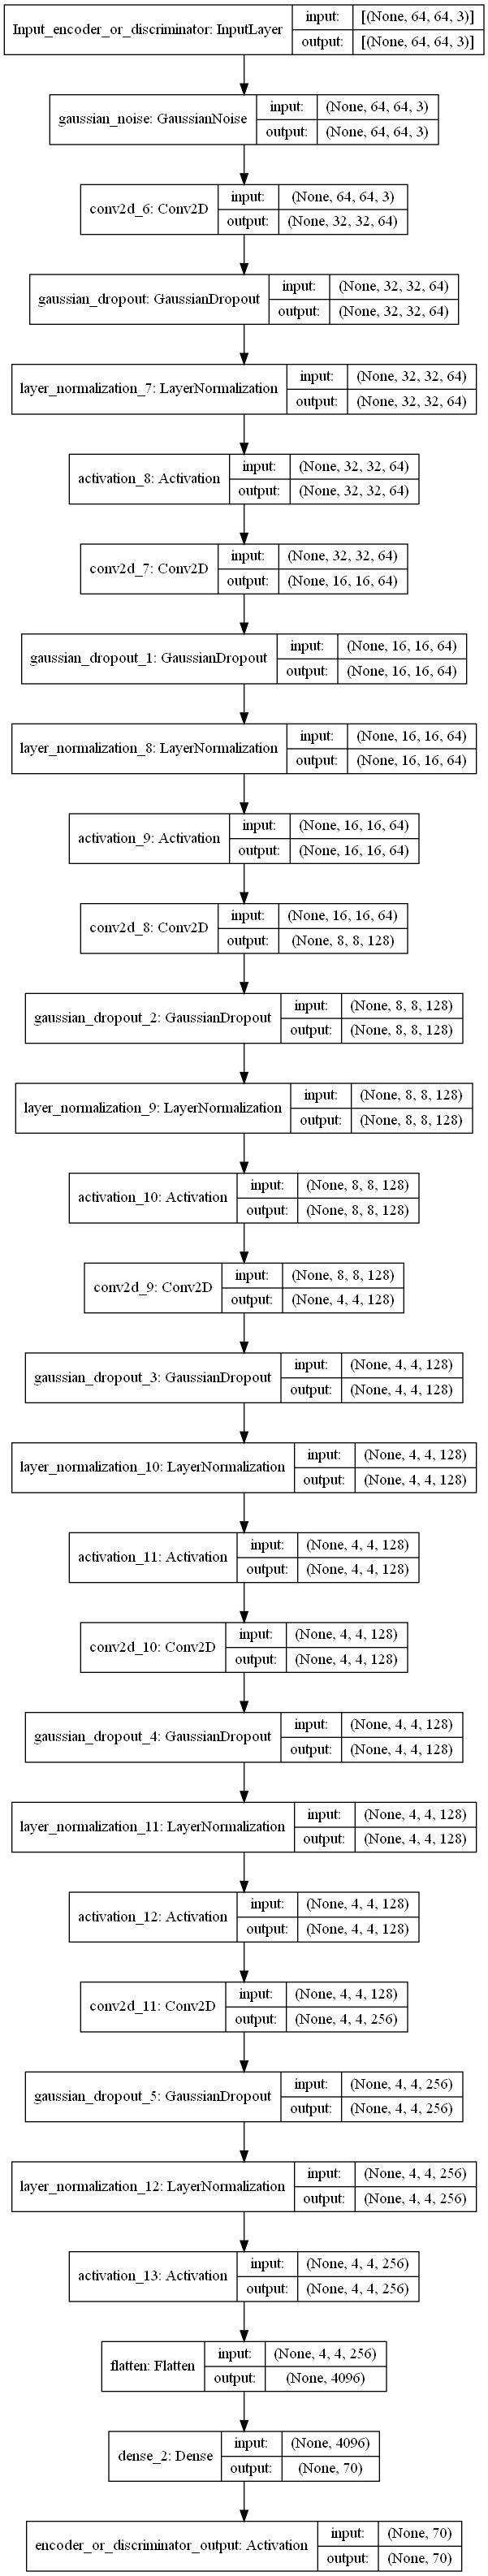 Input_encoder_or_discriminator: InputLayer
input: [(None, 64, 64, 3)]
output: [(None, 64, 64, 3)]
gaussian_noise: GaussianNoise
input: (None, 64, 64, 3)
output: (None, 64, 64, 3)
conv2d_6: Conv2D
input: (None, 64, 64, 3)
output: (None, 32, 32, 64)
gaussian_dropout: GaussianDropout
input: (None, 32, 32, 64)
output: (None, 32, 32, 64)
layer_normalization_7: LayerNormalization
input: (None, 32, 32, 64)
output: (None, 32, 32, 64)
activation_8: Activation
input: (None, 32, 32, 64)
output: (None, 32, 32, 64)
conv2d_7: Conv2D
input: (None, 32, 32, 64)
output: (None, 16, 16, 64)
gaussian_dropout_1: GaussianDropout
input: (None, 16, 16, 64)
output: (None, 16, 16, 64)
layer_normalization_8: LayerNormalization
input: (None, 16, 16, 64)
output: (None, 16, 16, 64)
activation_9: Activation
input: (None, 16, 16, 64)
output: (None, 16, 16, 64)
conv2d_8: Conv2D
input: (None, 16, 16, 64)
output: (None, 8, 8, 128)
gaussian_dropout_2: GaussianDropout
input: (None, 8, 8, 128)
output: (None, 8, 8, 128)
layer_normalization_9: LayerNormalization
input: (None, 8, 8, 128)
output: (None, 8, 8, 128)
activation_10: Activation
input: (None, 8, 8, 128)
output: (None, 8, 8, 128)
conv2d_9: Conv2D
input: (None, 8, 8, 128)
output: (None, 4, 4, 128)
gaussian_dropout_3: GaussianDropout
input: (None, 4, 4, 128)
output: (None, 4, 4, 128)
layer_normalization_10: LayerNormalization
input: (None, 4, 4, 128)
output: (None, 4, 4, 128)
activation_11: Activation
input: (None, 4, 4, 128)
output: (None, 4, 4, 128)
conv2d_10: Conv2D
input: (None, 4, 4, 128)
output: (None, 4, 4, 128)
gaussian_dropout_4: GaussianDropout
input: (None, 4, 4, 128)
output: (None, 4, 4, 128)
layer_normalization_11: LayerNormalization
input: (None, 4, 4, 128)
output: (None, 4, 4, 128)
activation_12: Activation
input: (None, 4, 4, 128)
output: (None, 4, 4, 128)
conv2d_11: Conv2D
input: (None, 4, 4, 128)
output: (None, 4, 4, 256)
gaussian_dropout_5: GaussianDropout
input: (None, 4, 4, 256)
output: (None, 4, 4, 256)
layer_normalization_12: LayerNormalization
input: (None, 4, 4, 256)
output: (None, 4, 4, 256)
activation_13: Activation
input: (None, 4, 4, 256)
output: (None, 4, 4, 256)
flatten: Flatten
input: (None, 4, 4, 256)
output: (None, 4096)
dense_2: Dense
input: (None, 4096)
output: (None, 70)
encoder_or_discriminator_output: Activation
input: (None, 70)
output: (None, 70)